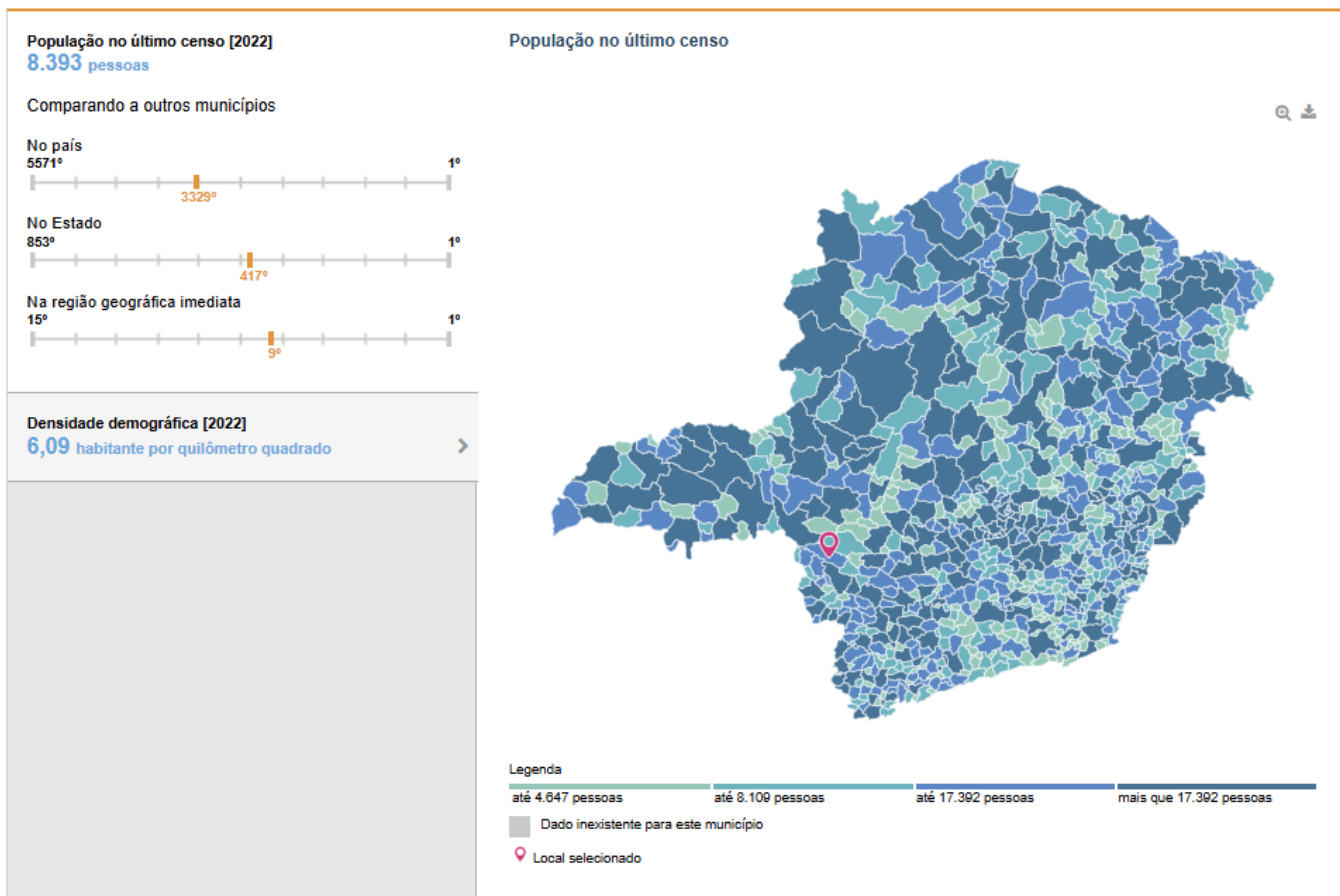 População no último censo [2022]
8.393 pessoas
Comparando a outros municípios
No país
5571º 1º
3329º
No Estado
853º 1º
417º
Na região geográfica imediata
15º 1º
9º
Densidade demográfica [2022]
6,09 habitante por quilômetro quadrado
População no último censo
Legenda
até 4.647 pessoas até 8.109 pessoas até 17.392 pessoas mais que 17.392 pessoas
Dado inexistente para este município
Local selecionado